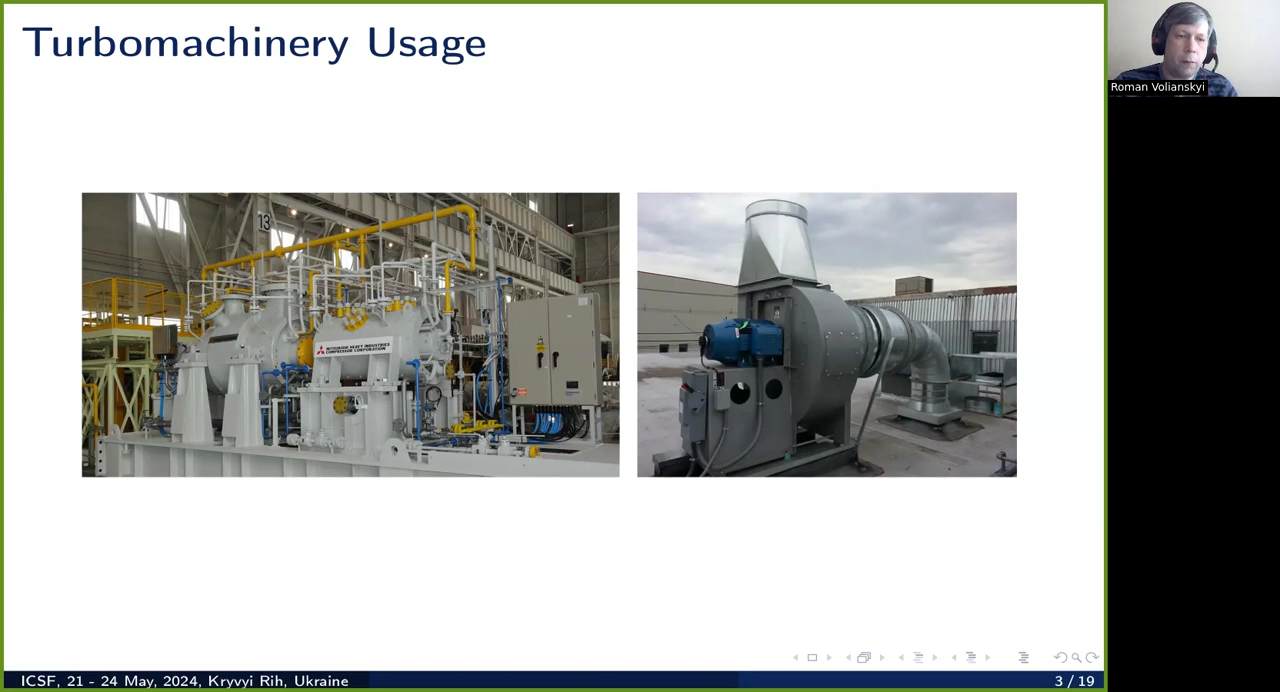 Turbomachinery Usage
Roman Volianskyi
13
MITSUBISHI HEAVY INDUSTRIES
COMPRESSOR CORPORATION
ICSF, 21 - 24 May, 2024, Kryvyi Rih, Ukraine
3 / 19